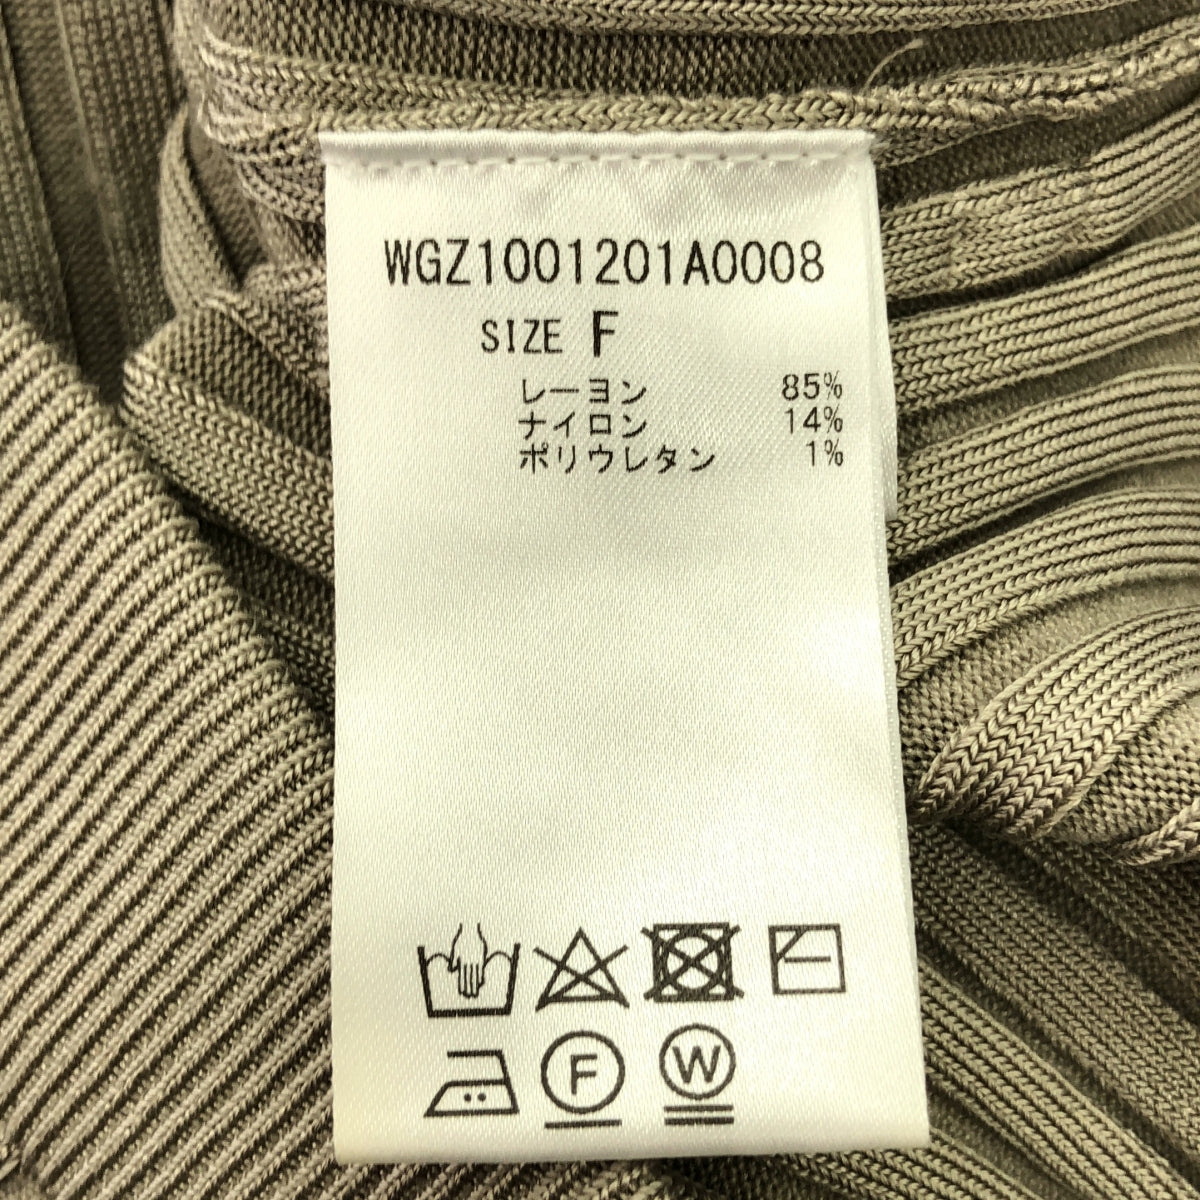 WGZ1001201A0008
SIZE F
レーヨン 85%
ナイロン 14%
ポリウレタン 1%
F W